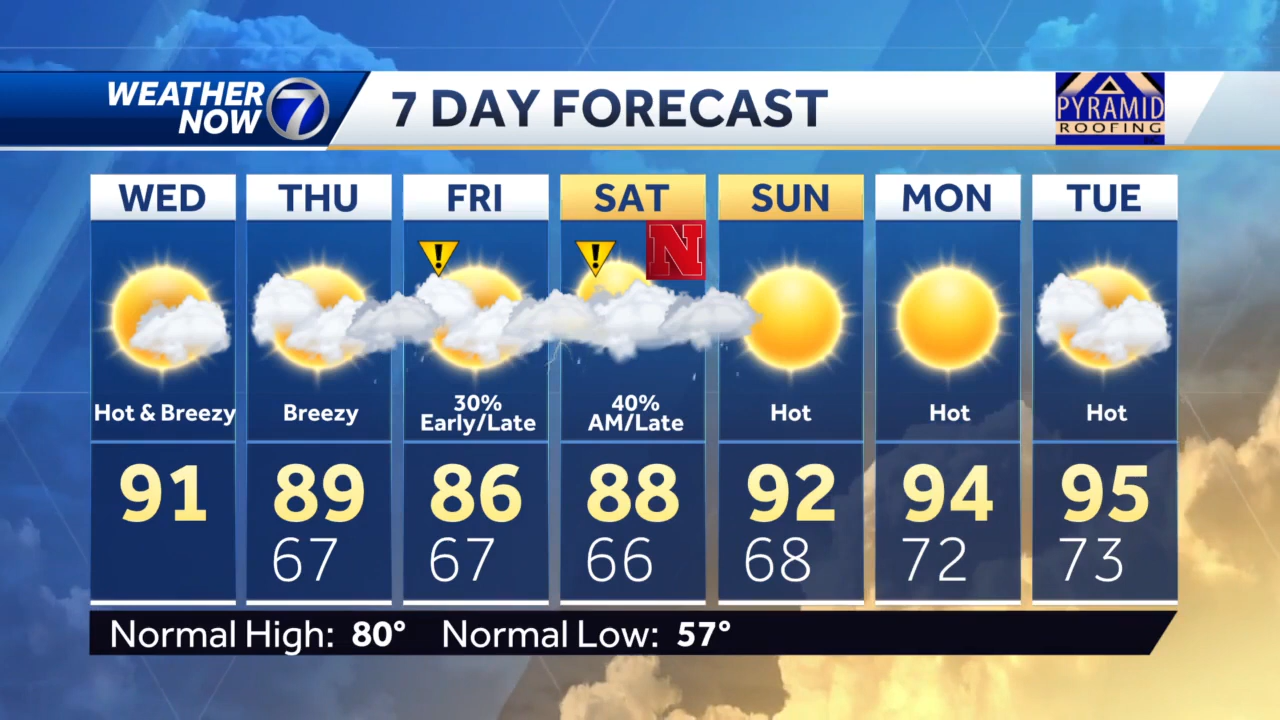 WEATHER
NOW
7
7 DAY FORECAST
PYRAMID
ROOFING
WED THU FRI SAT SUN MON TUE
! ! N
Hot & Breezy Breezy 30% Early/Late 40% AM/Late Hot Hot Hot
91 89 86 88 92 94 95
67 67 66 68 72 73
Normal High: 80° Normal Low: 57°